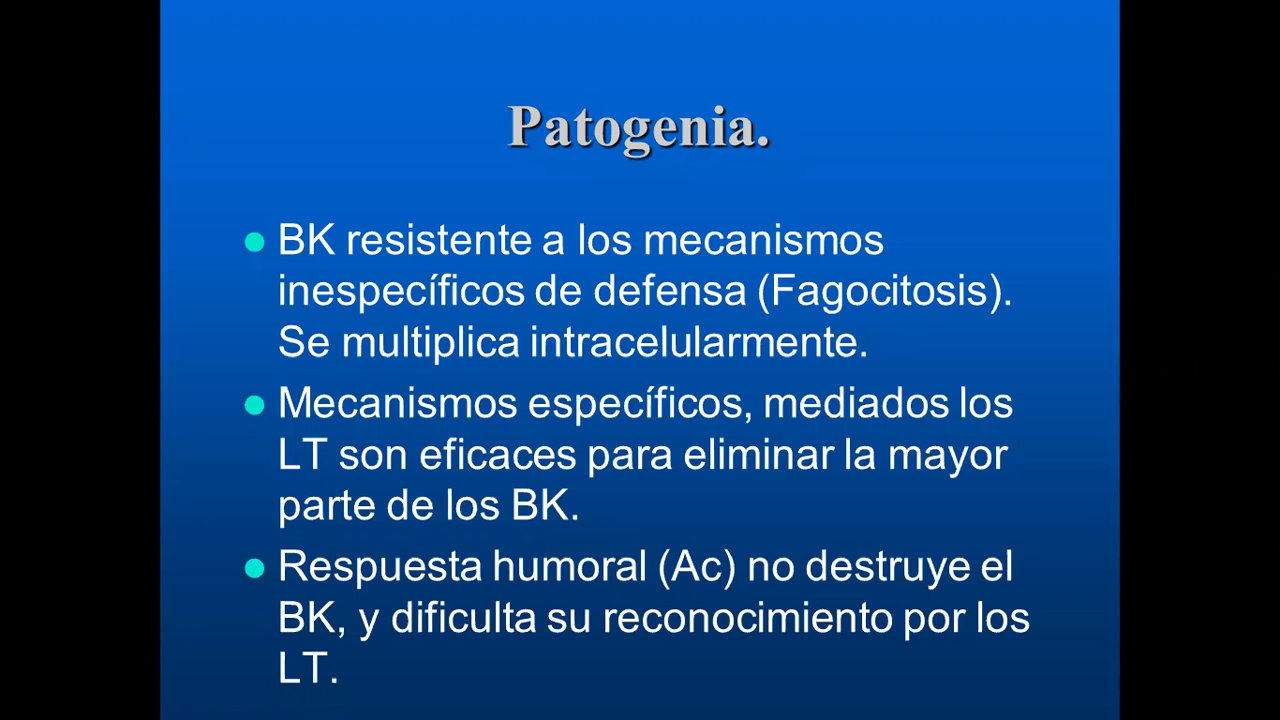 Patogenia.
BK resistente a los mecanismos
inespecíficos de defensa (Fagocitosis).
Se multiplica intracelularmente.
Mecanismos específicos, mediados los
LT son eficaces para eliminar la mayor
parte de los BK.
Respuesta humoral (Ac) no destruye el
BK, y dificulta su reconocimiento por los
LT.